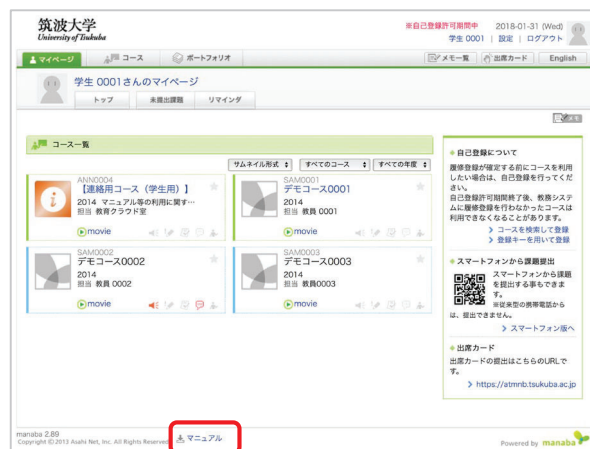 筑波大学
University of Tsukuba
※自己登録許可期間中 2018-01-31 (Wed)
学生 0001 | 設定 | ログアウト
マイページ
コース
ポートフォリオ
メモ一覧
出席カード
English
学生 0001さんのマイページ
トップ
未提出課題
リマインダ
メモ
コース一覧
サムネイル形式
すべてのコース
すべての年度
ANN0004
【連絡用コース（学生用）】
2014 マニュアル等の利用に関す…
担当 教育クラウド室
movie
SAM0001
デモコース0001
2014
担当 教員 0001
movie
SAM0002
デモコース0002
2014
担当 教員 0002
movie
SAM0003
デモコース0003
2014
担当 教員0003
movie
自己登録について
履修登録が確定する前にコースを利用
したい場合は、自己登録を行ってくだ
さい。
自己登録許可期間終了後、教務システ
ムに履修登録を行わなかったコースは
利用できなくなることがあります。
コースを検索して登録
登録キーを用いて登録
スマートフォンから課題提出
スマートフォンから課題
を提出する事もできま
す。
※従来型の携帯電話から
は、提出できません。
スマートフォン版へ
出席カード
出席カードの提出はこちらのURLで
す。
https://atmnb.tsukuba.ac.jp
manaba 2.89
Copyright © 2013 Asahi Net, Inc. All Rights Reserved.
マニュアル
Powered by manaba